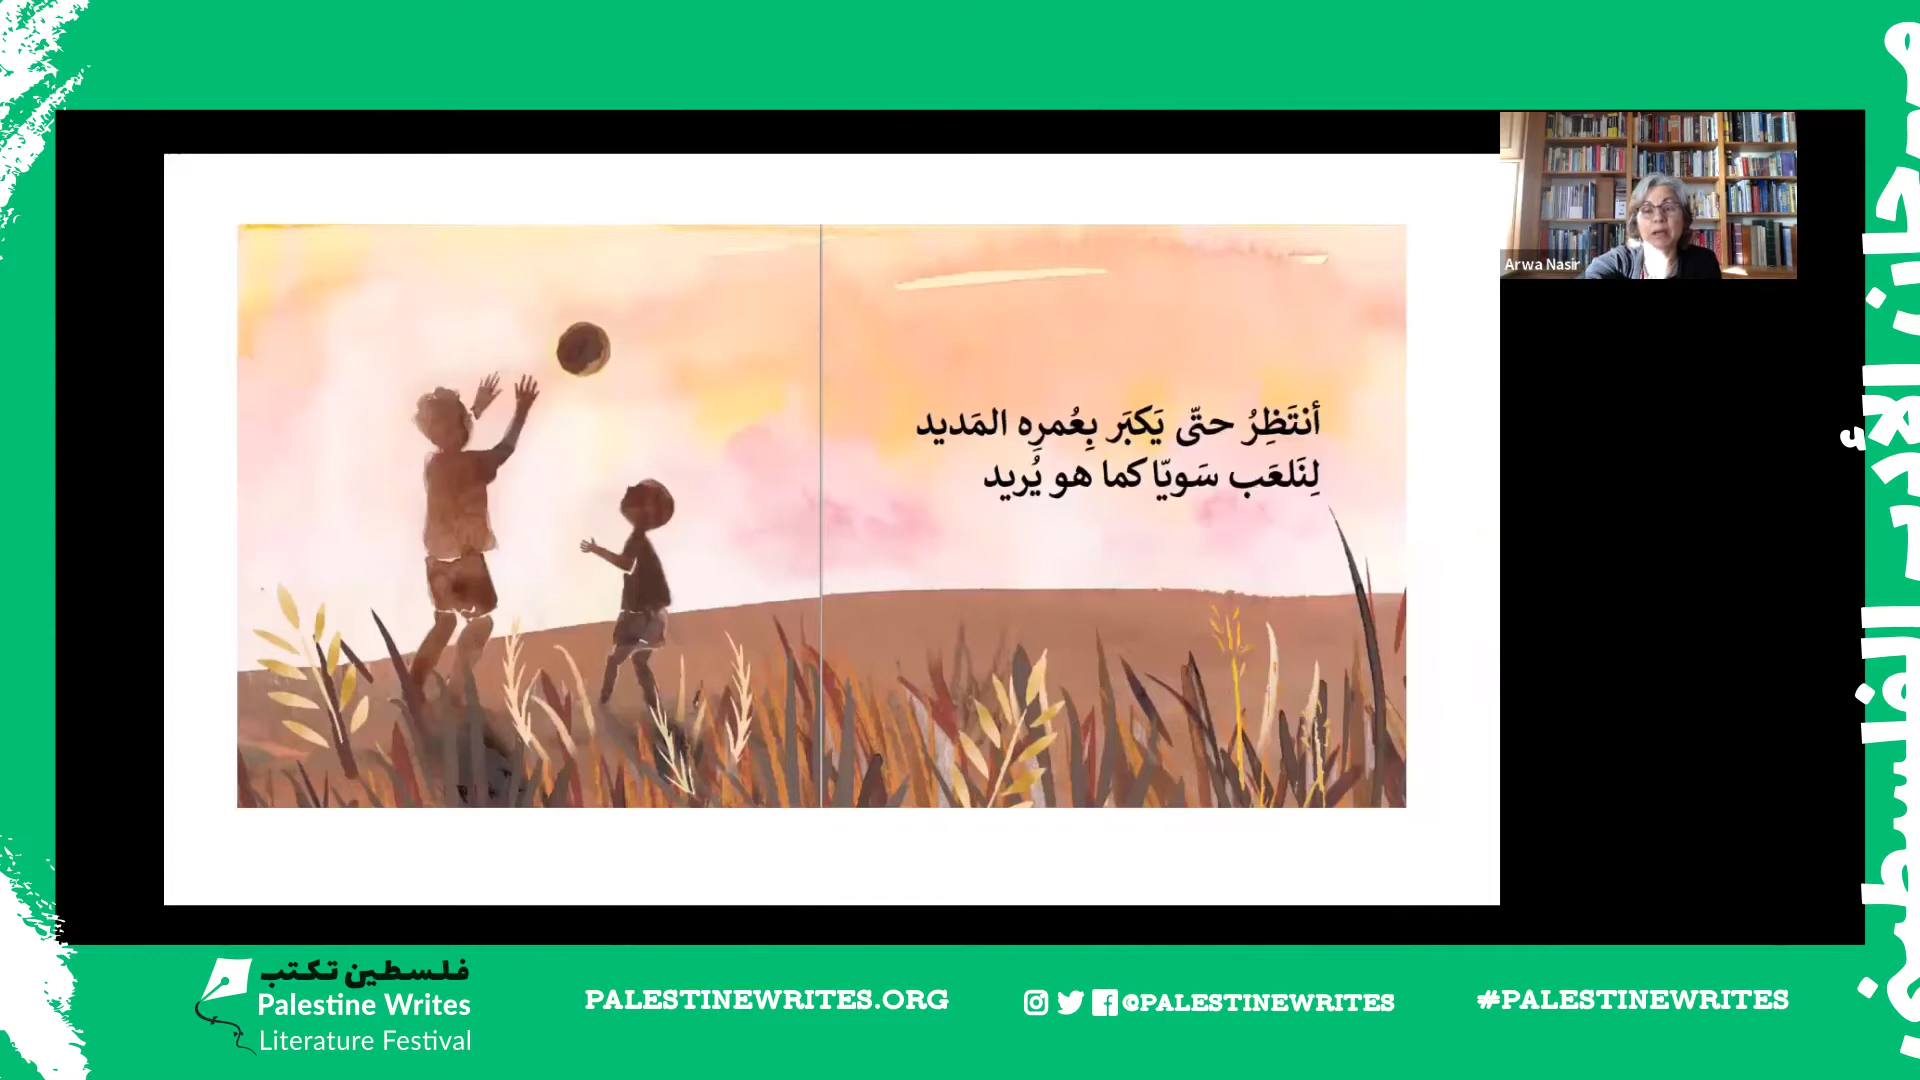 أنتَظِرُ حتّى يَكبَر بِعُمرِه المَديد
لِنَلعَب سَويّا كما هو يُريد
Arwa Nasir
فلسطين تكتب
Palestine Writes
Literature Festival
PALESTINEWRITES.ORG
@PALESTINEWRITES
#PALESTINEWRITES